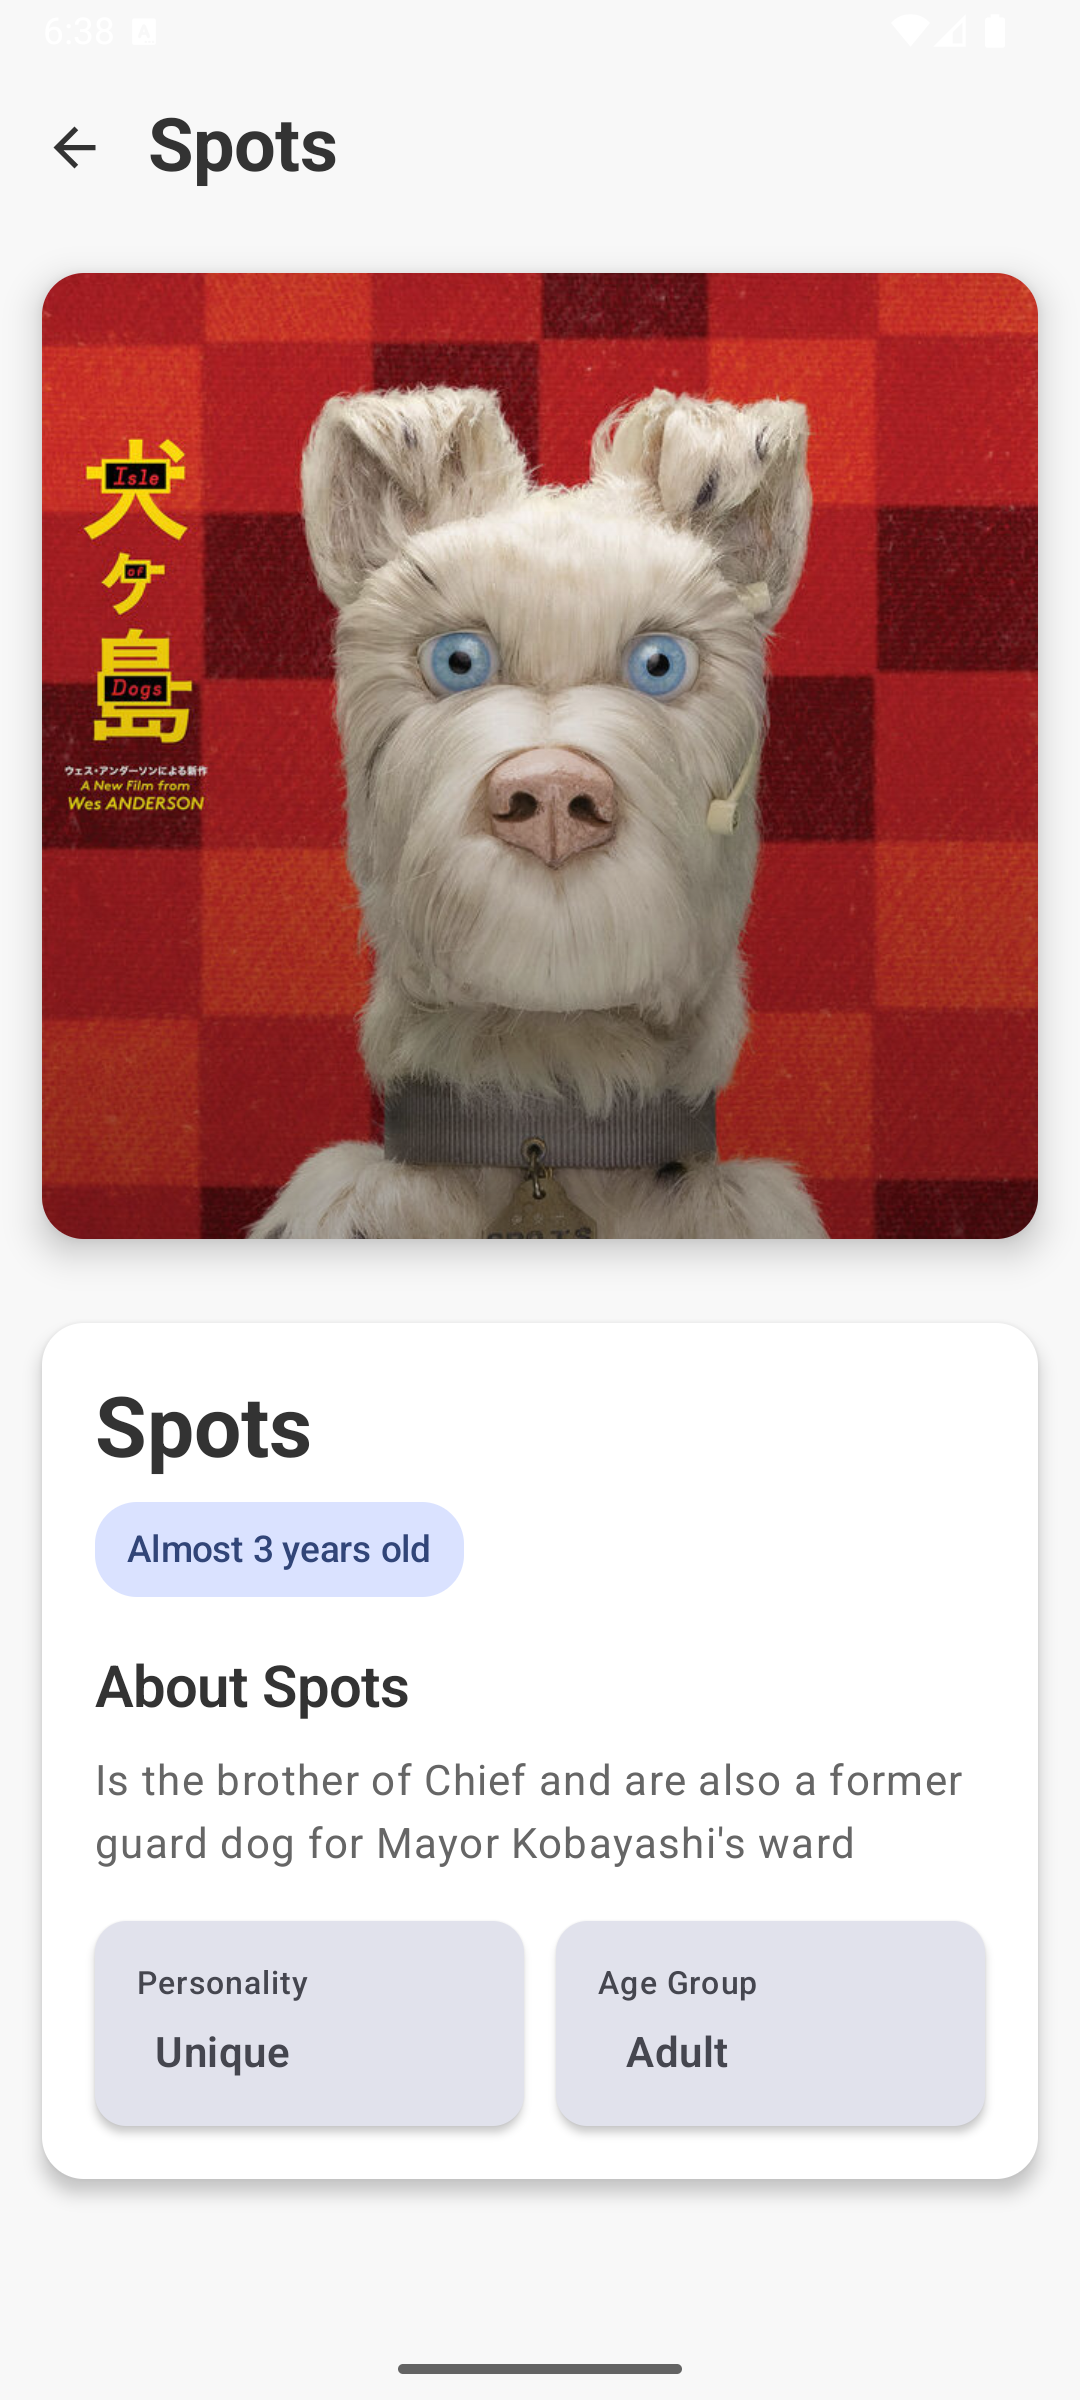 6:38
Spots
犬
Isle
ケ
of
島
Dogs
ウェス・アンダーソンによる新作
A New Film from
Wes ANDERSON
Spots
Almost 3 years old
About Spots
Is the brother of Chief and are also a former
guard dog for Mayor Kobayashi's ward
Personality
Unique
Age Group
Adult